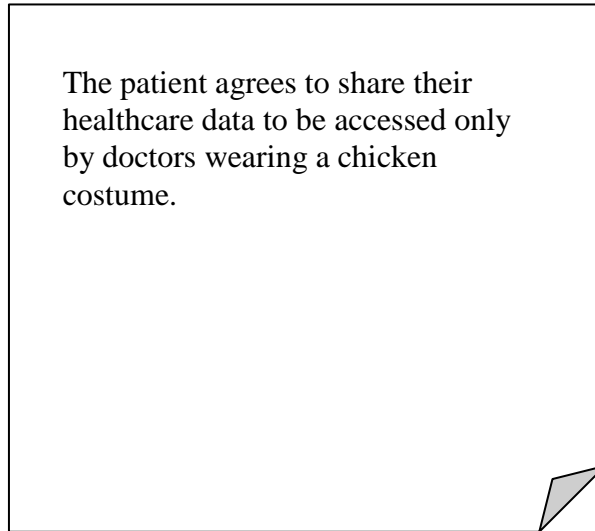 The patient agrees to share their
healthcare data to be accessed only
by doctors wearing a chicken
costume.